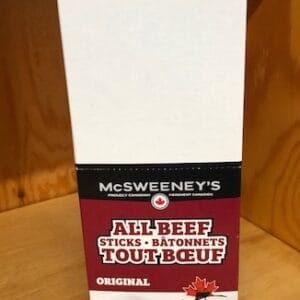 McSWEENEY'S
PROUDLY CANADIAN FIÈREMENT CANADIEN
ALL BEEF
STICKS • BÂTONNETS
TOUT BŒUF
ORIGINAL